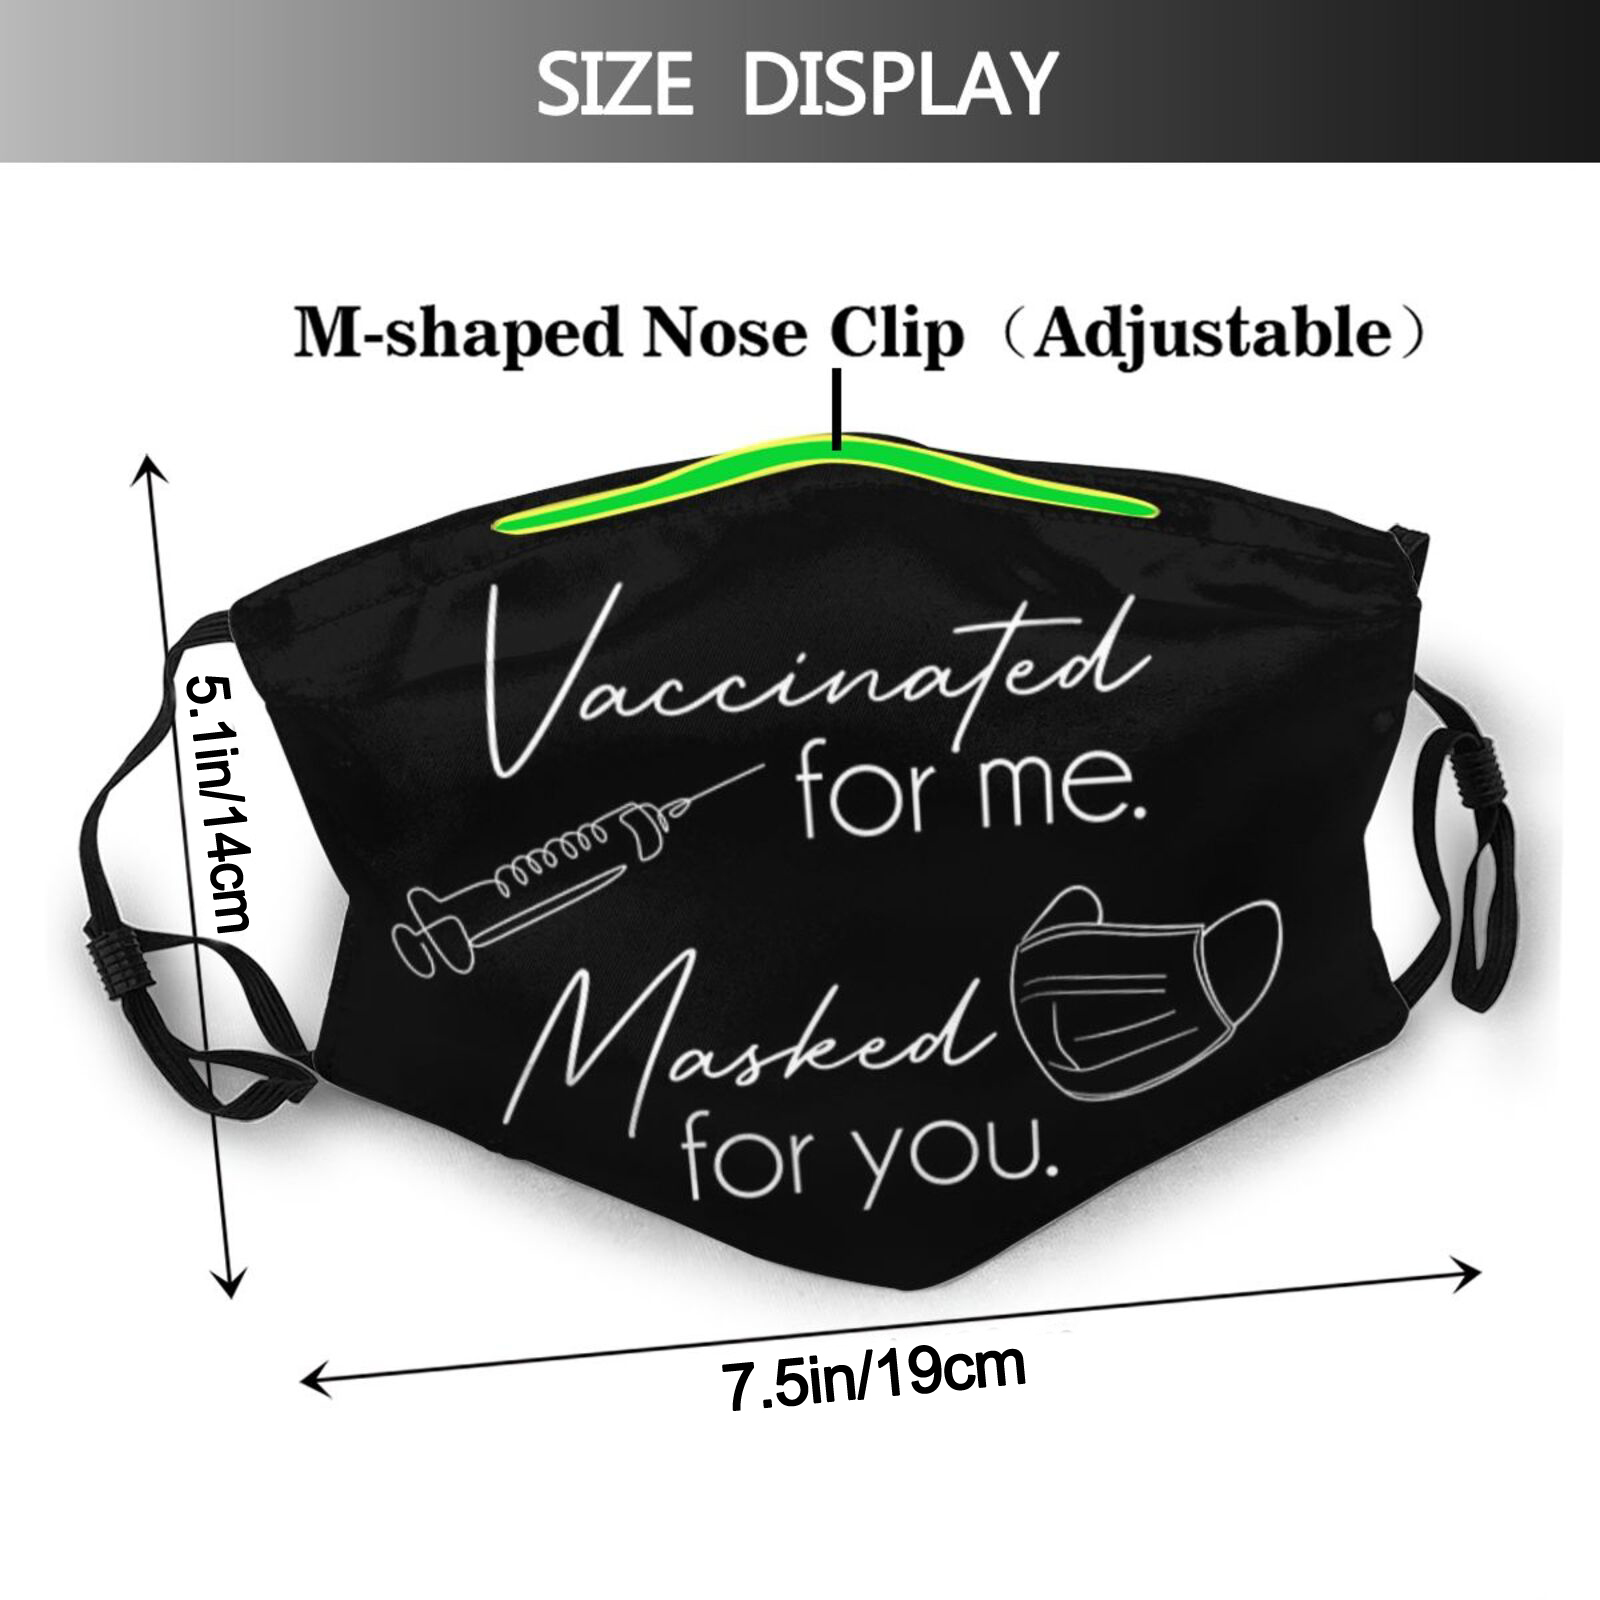 SIZE DISPLAY
M-shaped Nose Clip（Adjustable）
5.1in/14cm
Vaccinated
for me.
Masked
for you.
7.5in/19cm